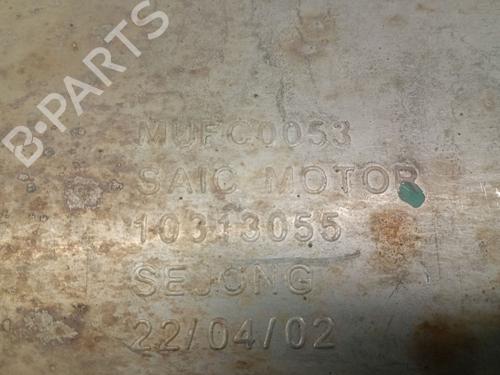 B-PARTS
MUFC0053
SAIC MOTOR
10313055
SEJONG
22/04/02